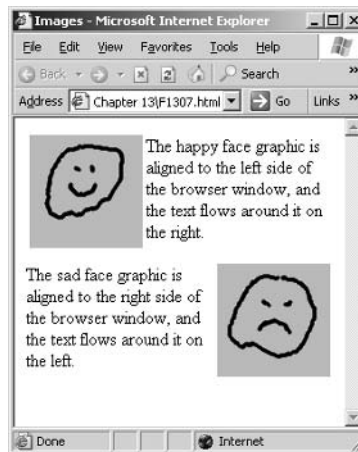 Images - Microsoft Internet Explorer
File Edit View Favorites Tools Help
Back Search
Address Chapter 13\F1307.html Go Links »
The happy face graphic is
aligned to the left side of
the browser window, and
the text flows around it on
the right.
The sad face graphic is
aligned to the right side of
the browser window, and
the text flows around it on
the left.
Done Internet